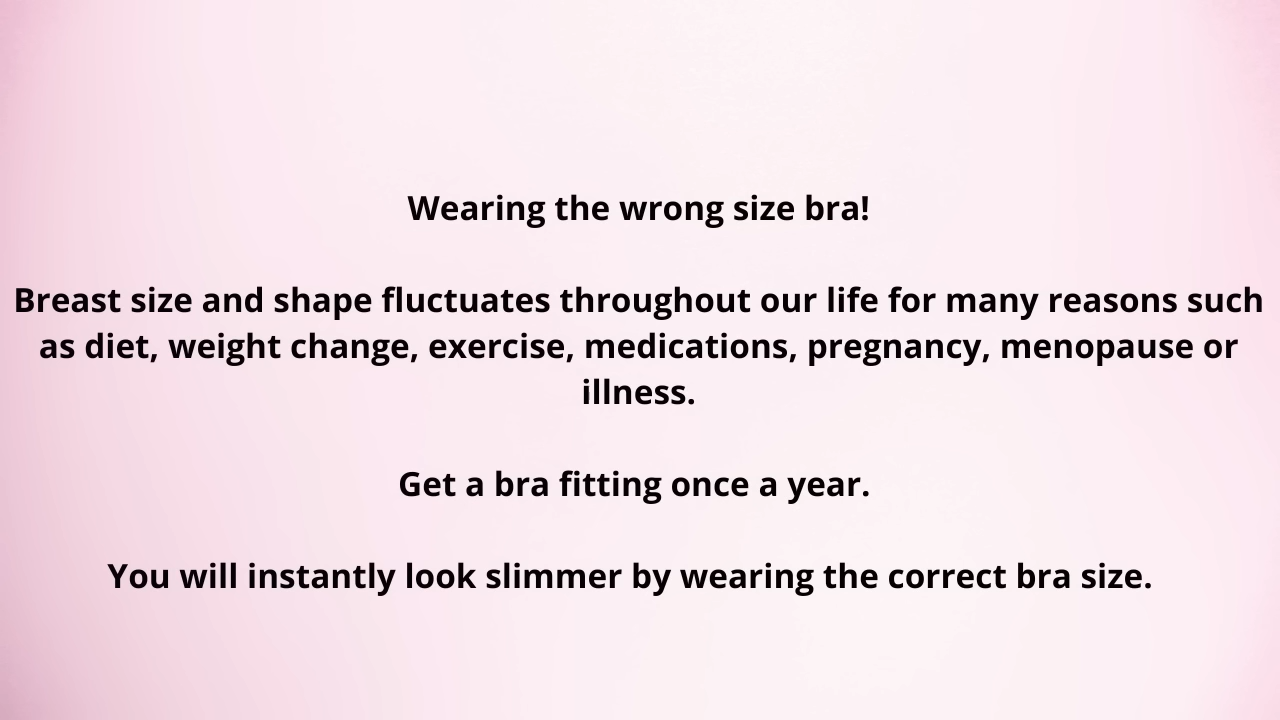 Wearing the wrong size bra!
Breast size and shape fluctuates throughout our life for many reasons such
as diet, weight change, exercise, medications, pregnancy, menopause or
illness.
Get a bra fitting once a year.
You will instantly look slimmer by wearing the correct bra size.